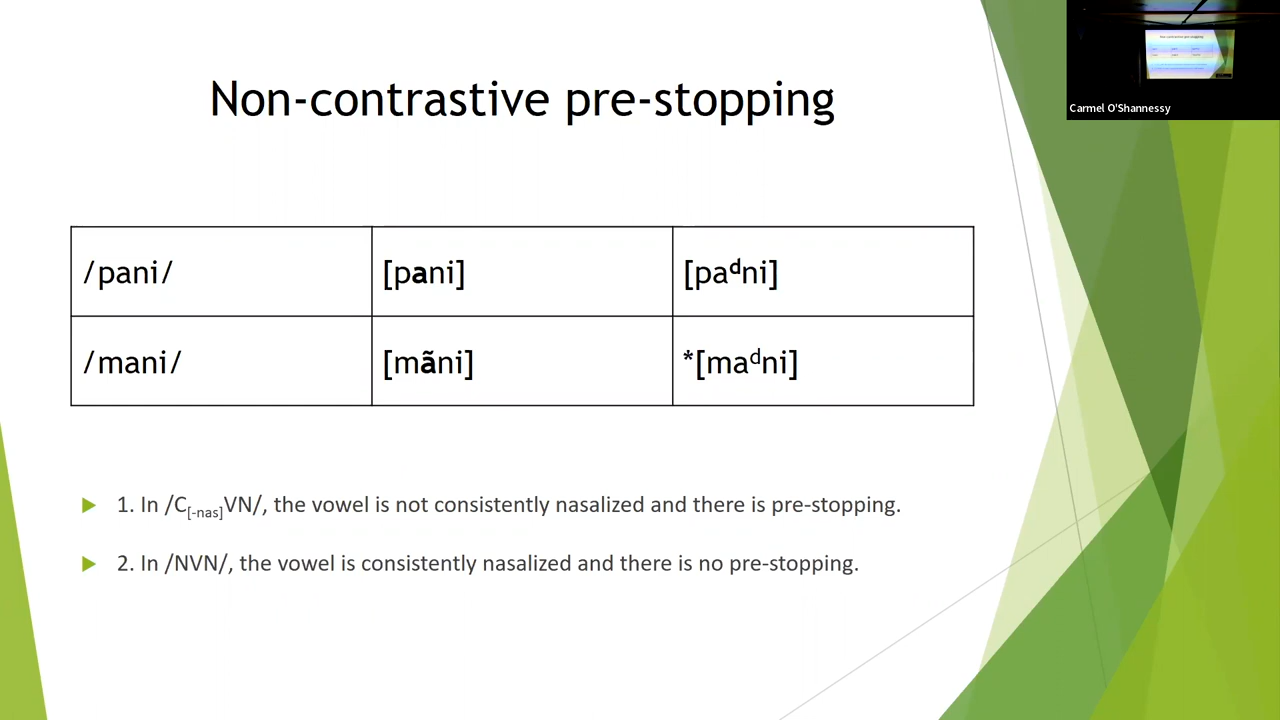 Non-contrastive pre-stopping
Carmel O'Shannessy
/pani/ [pani] [paᵈni]
/mani/ [mãni] *[maᵈni]
1. In /C[-nas]VN/, the vowel is not consistently nasalized and there is pre-stopping.
2. In /NVN/, the vowel is consistently nasalized and there is no pre-stopping.